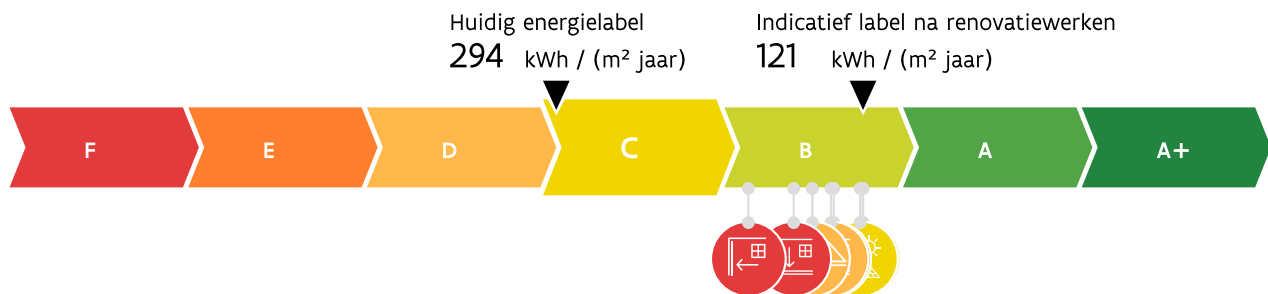 Huidig energielabel
294 kWh / (m² jaar)
Indicatief label na renovatiewerken
121 kWh / (m² jaar)
F E D C B A A+